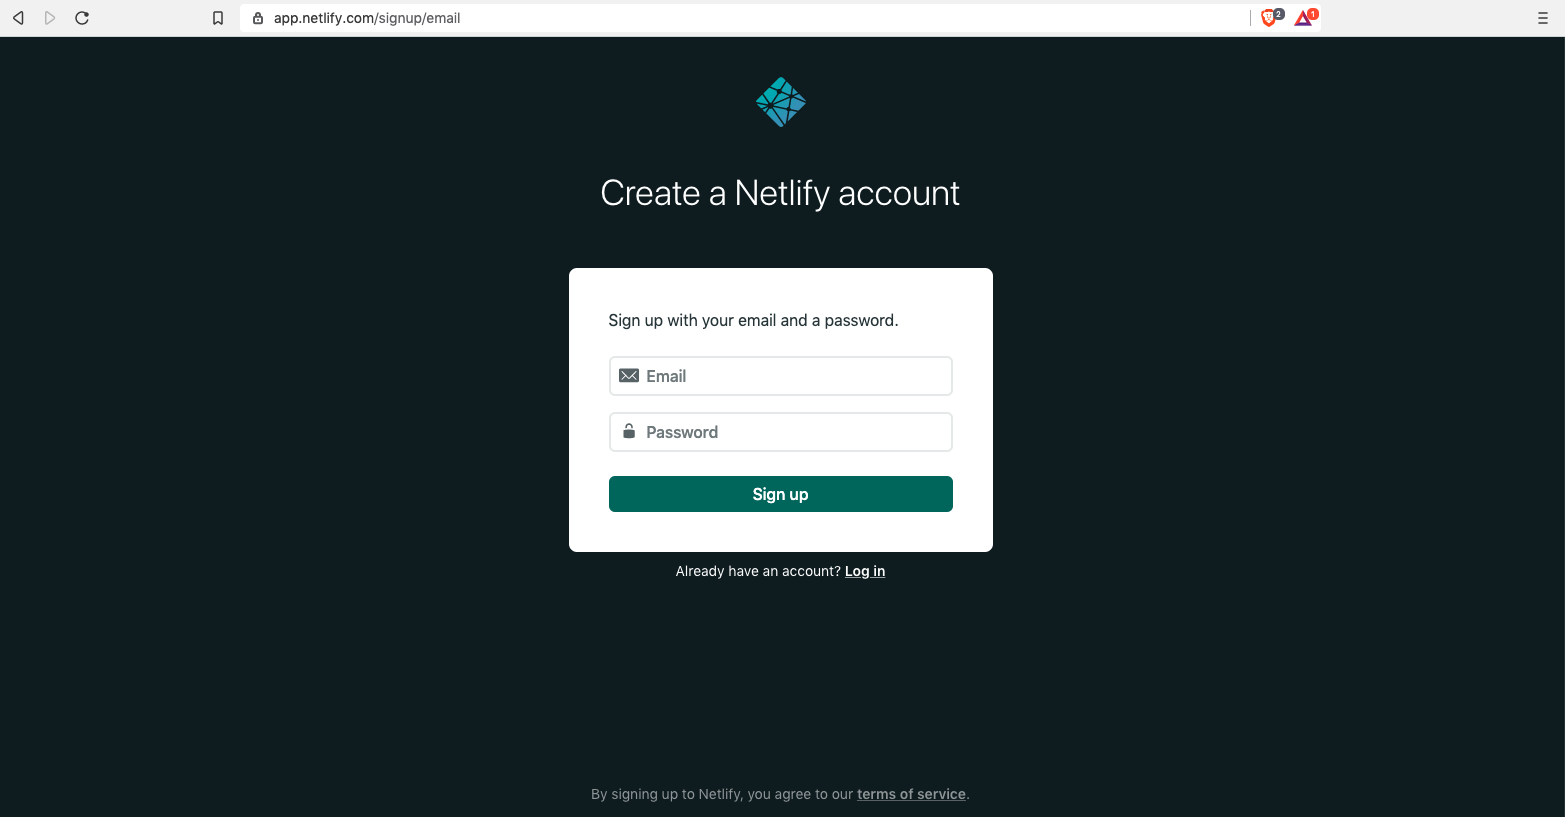 app.netlify.com/signup/email
2
1
Create a Netlify account
Sign up with your email and a password.
Email
Password
Sign up
Already have an account? Log in
By signing up to Netlify, you agree to our terms of service.